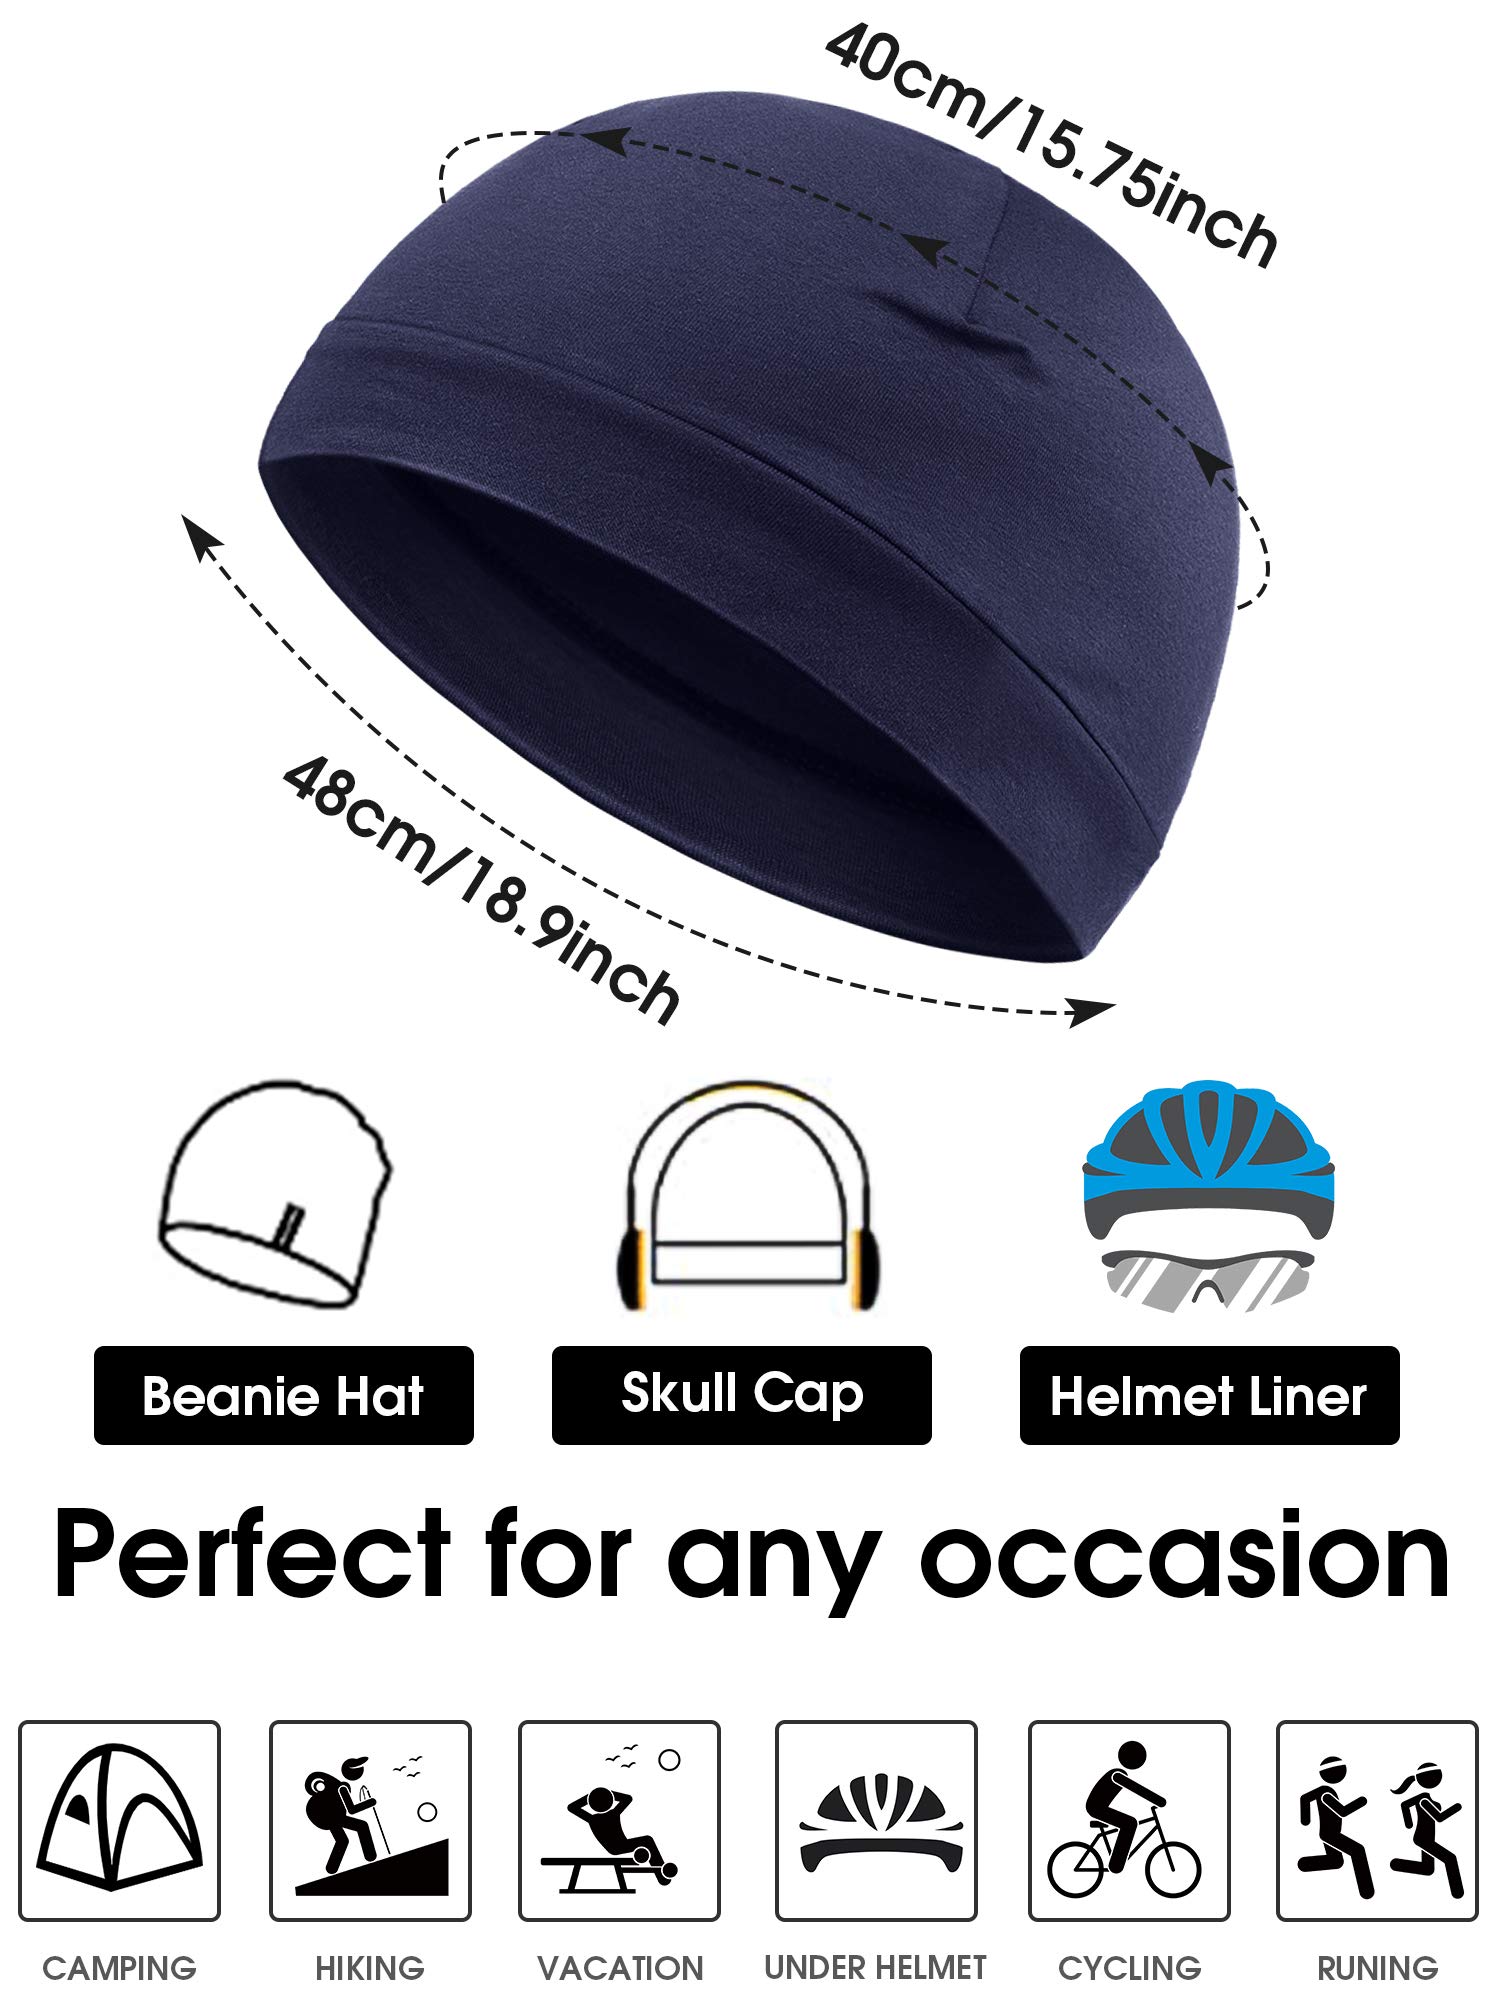 40cm/15.75inch
48cm/18.9inch
Beanie Hat
Skull Cap
Helmet Liner
Perfect for any occasion
CAMPING
HIKING
VACATION
UNDER HELMET
CYCLING
RUNING